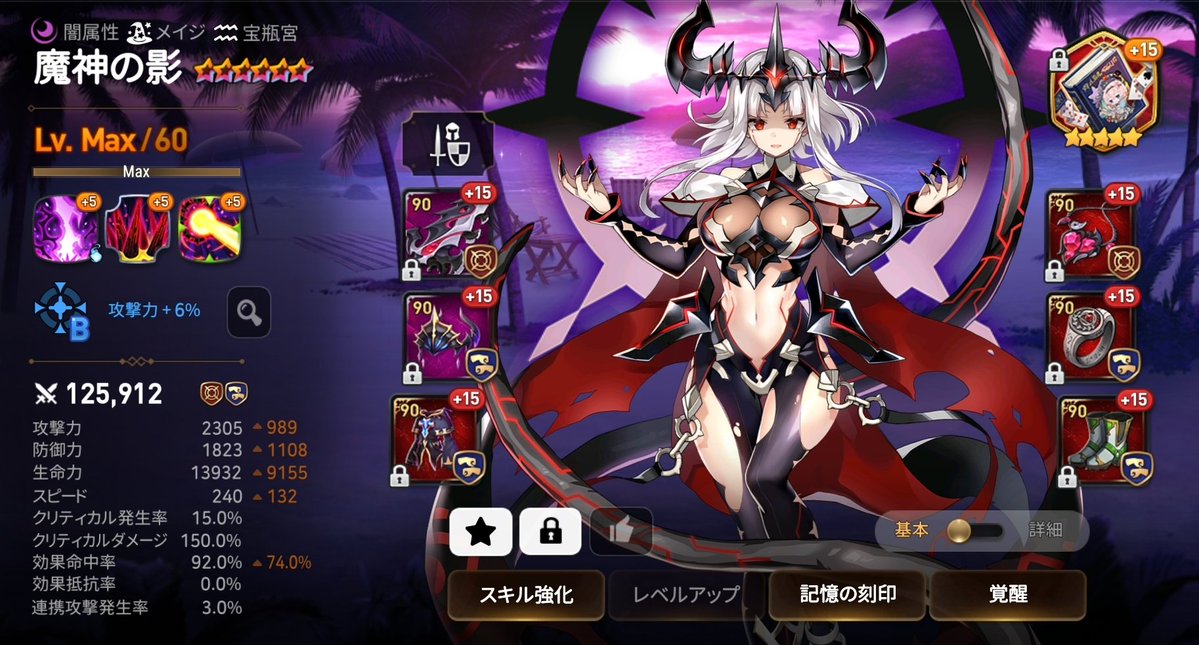 闇属性 メイジ 宝瓶宮
魔神の影
Lv. Max/60
Max
+5 +5 +5
B 攻撃力+6%
125,912
攻撃力 2305 989
防御力 1823 1108
生命力 13932 9155
スピード 240 132
クリティカル発生率 15.0%
クリティカルダメージ 150.0%
効果命中率 92.0% 74.0%
効果抵抗率 0.0%
連携攻撃発生率 3.0%
90 +15
90 +15
90 +15
+15
90 +15
90 +15
90 +15
基本 詳細
スキル強化 レベルアップ 記憶の刻印 覚醒